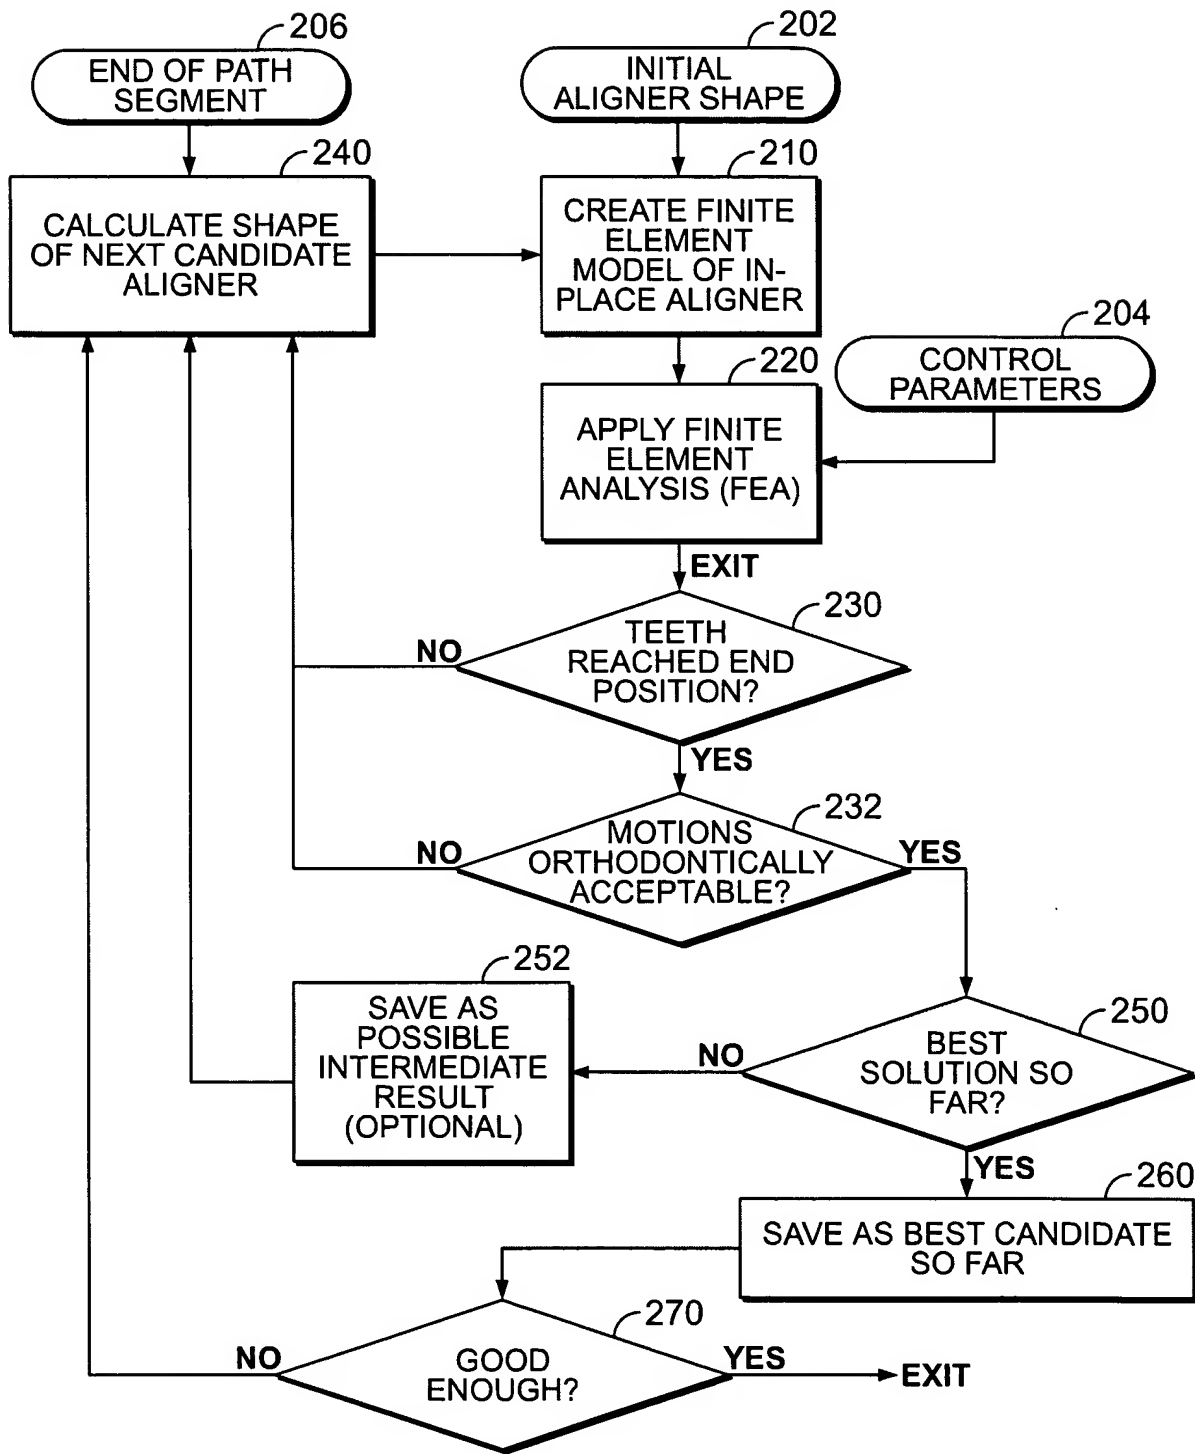 206
END OF PATH
SEGMENT
202
INITIAL
ALIGNER SHAPE
240
CALCULATE SHAPE
OF NEXT CANDIDATE
ALIGNER
210
CREATE FINITE
ELEMENT
MODEL OF IN-
PLACE ALIGNER
204
CONTROL
PARAMETERS
220
APPLY FINITE
ELEMENT
ANALYSIS (FEA)
EXIT
230
TEETH
REACHED END
POSITION?
NO
YES
232
MOTIONS
ORTHODONTICALLY
ACCEPTABLE?
NO
YES
252
SAVE AS
POSSIBLE
INTERMEDIATE
RESULT
(OPTIONAL)
250
BEST
SOLUTION SO
FAR?
NO
YES
260
SAVE AS BEST CANDIDATE
SO FAR
270
GOOD
ENOUGH?
NO
YES
EXIT